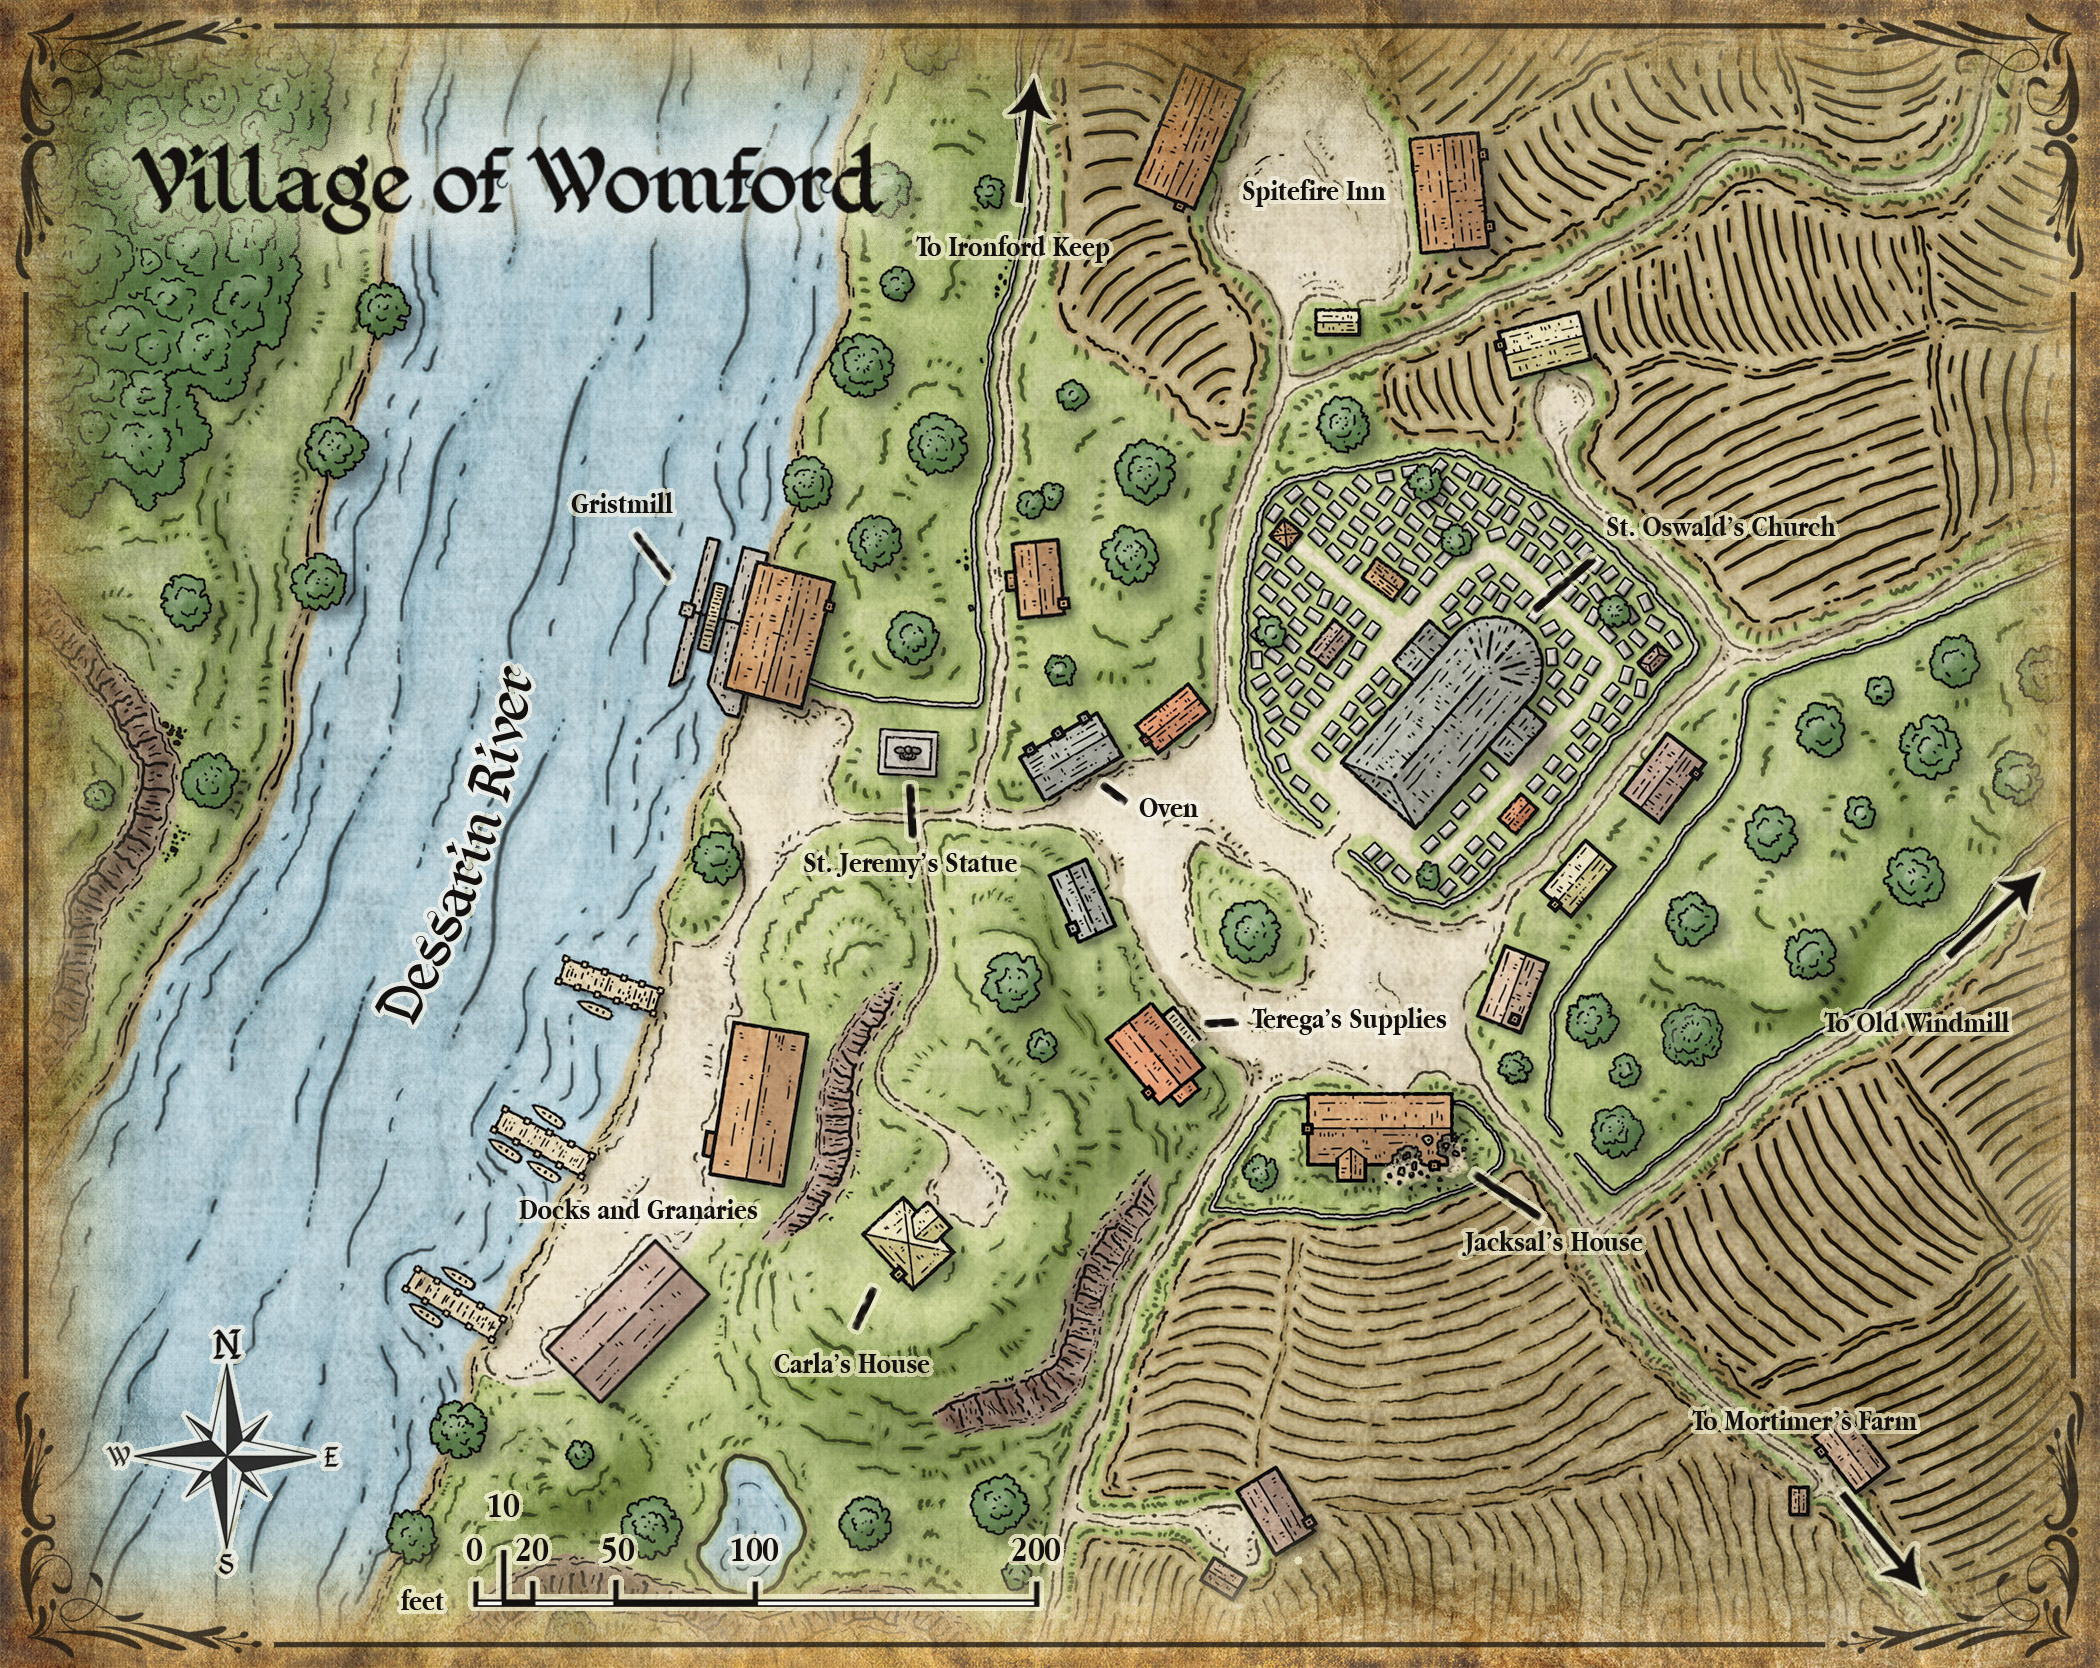 Village of Womford
Spitefire Inn
To Ironford Keep
Gristmill
St. Oswald's Church
Dessarin River
Oven
St. Jeremy's Statue
Terega's Supplies
To Old Windmill
Docks and Granaries
Jacksal's House
Carla's House
To Mortimer's Farm
N
W
E
S
10
0 20 50 100 200
feet